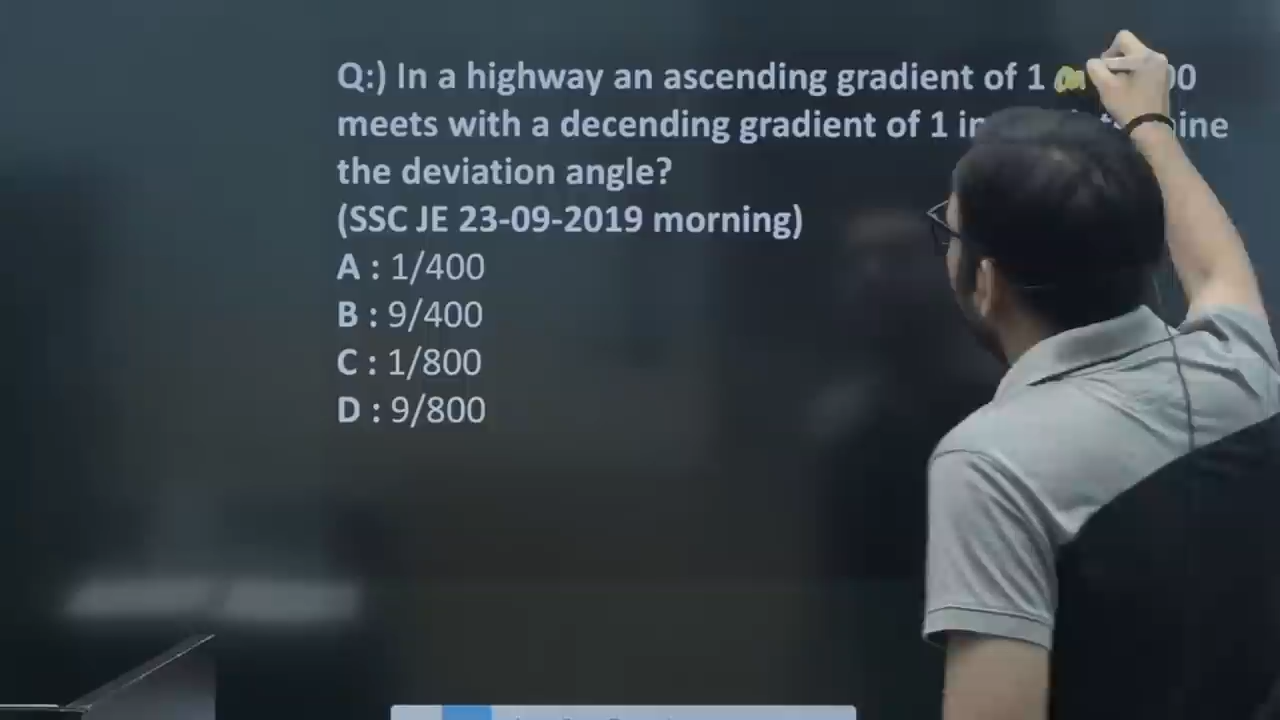 Q:) In a highway an ascending gradient of 1
meets with a decending gradient of 1 in
the deviation angle?
(SSC JE 23-09-2019 morning)
A : 1/400
B : 9/400
C : 1/800
D : 9/800